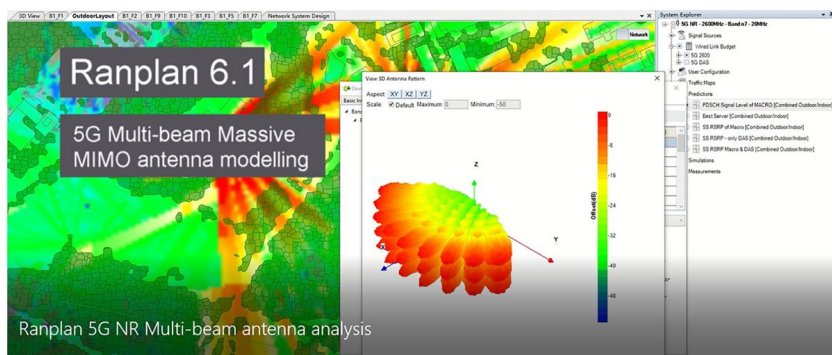 3D View B1_F1 OutdoorLayout B1_F2 B1_F9 B1_F10 B1_F3 B1_F5 B1_F7 Network System Design
System Explorer
5G NR - 2600MHz - Band n7 - 20MHz
Signal Sources
Wired Link Budget
5G 2600
5G DAS
User Configuration
Traffic Maps
Predictions
PDSCH Signal Level of MACRO [Combined Outdoor/Indoor]
Best Server [Combined Outdoor/Indoor]
SS RSRP of Macro [Combined Outdoor/Indoor]
SS RSRP - only DAS [Combined Outdoor/Indoor]
SS RSRP Macro & DAS [Combined Outdoor/Indoor]
Simulations
Measurements
Network
Ranplan 6.1
5G Multi-beam Massive
MIMO antenna modelling
Basic In
View 3D Antenna Pattern
Aspect XY XZ YZ
Scale: Default Maximum: 0 Minimum: -50
Z
Y
X
Offset(dB)
0
-8
-16
-24
-32
-40
-48
Ranplan 5G NR Multi-beam antenna analysis